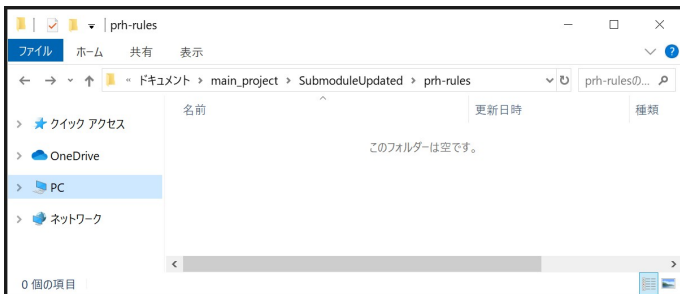 prh-rules
ファイル ホーム 共有 表示
« ドキュメント > main_project > SubmoduleUpdated > prh-rules prh-rulesの...
名前 更新日時 種類
このフォルダーは空です。
クイック アクセス
OneDrive
PC
ネットワーク
0 個の項目